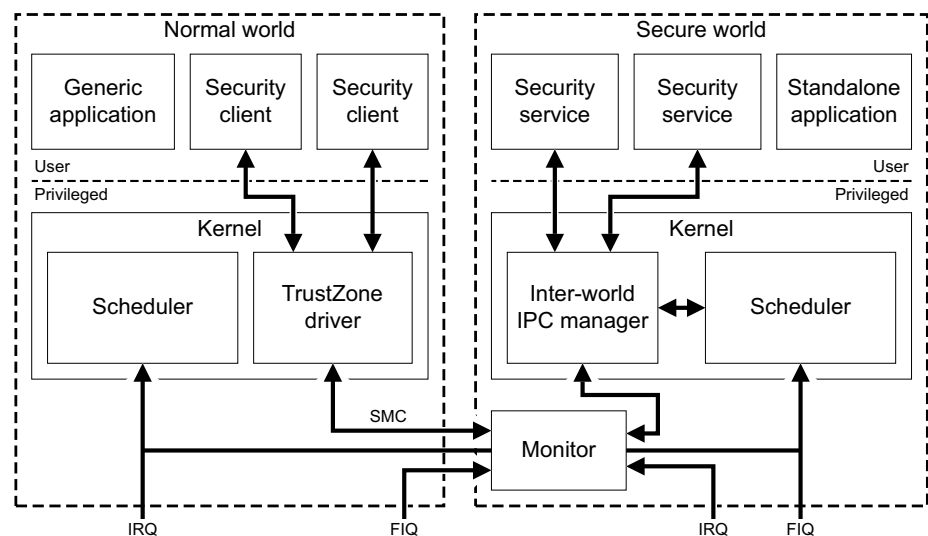 Normal world
Generic
application
Security
client
Security
client
User
Privileged
Kernel
Scheduler
TrustZone
driver
SMC
IRQ
FIQ
Secure world
Security
service
Security
service
Standalone
application
User
Privileged
Kernel
Inter-world
IPC manager
Scheduler
Monitor
IRQ
FIQ